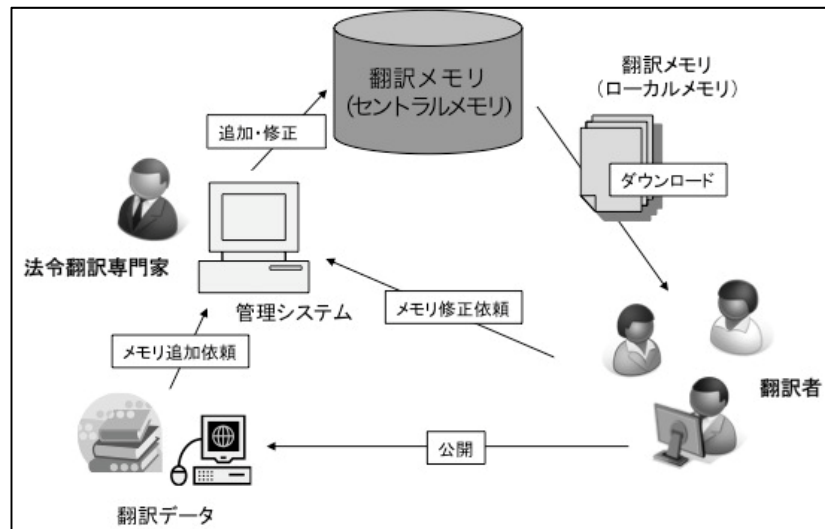 翻訳メモリ
(セントラルメモリ)
翻訳メモリ
(ローカルメモリ)
追加・修正
ダウンロード
法令翻訳専門家
管理システム
メモリ修正依頼
メモリ追加依頼
翻訳者
公開
翻訳データ